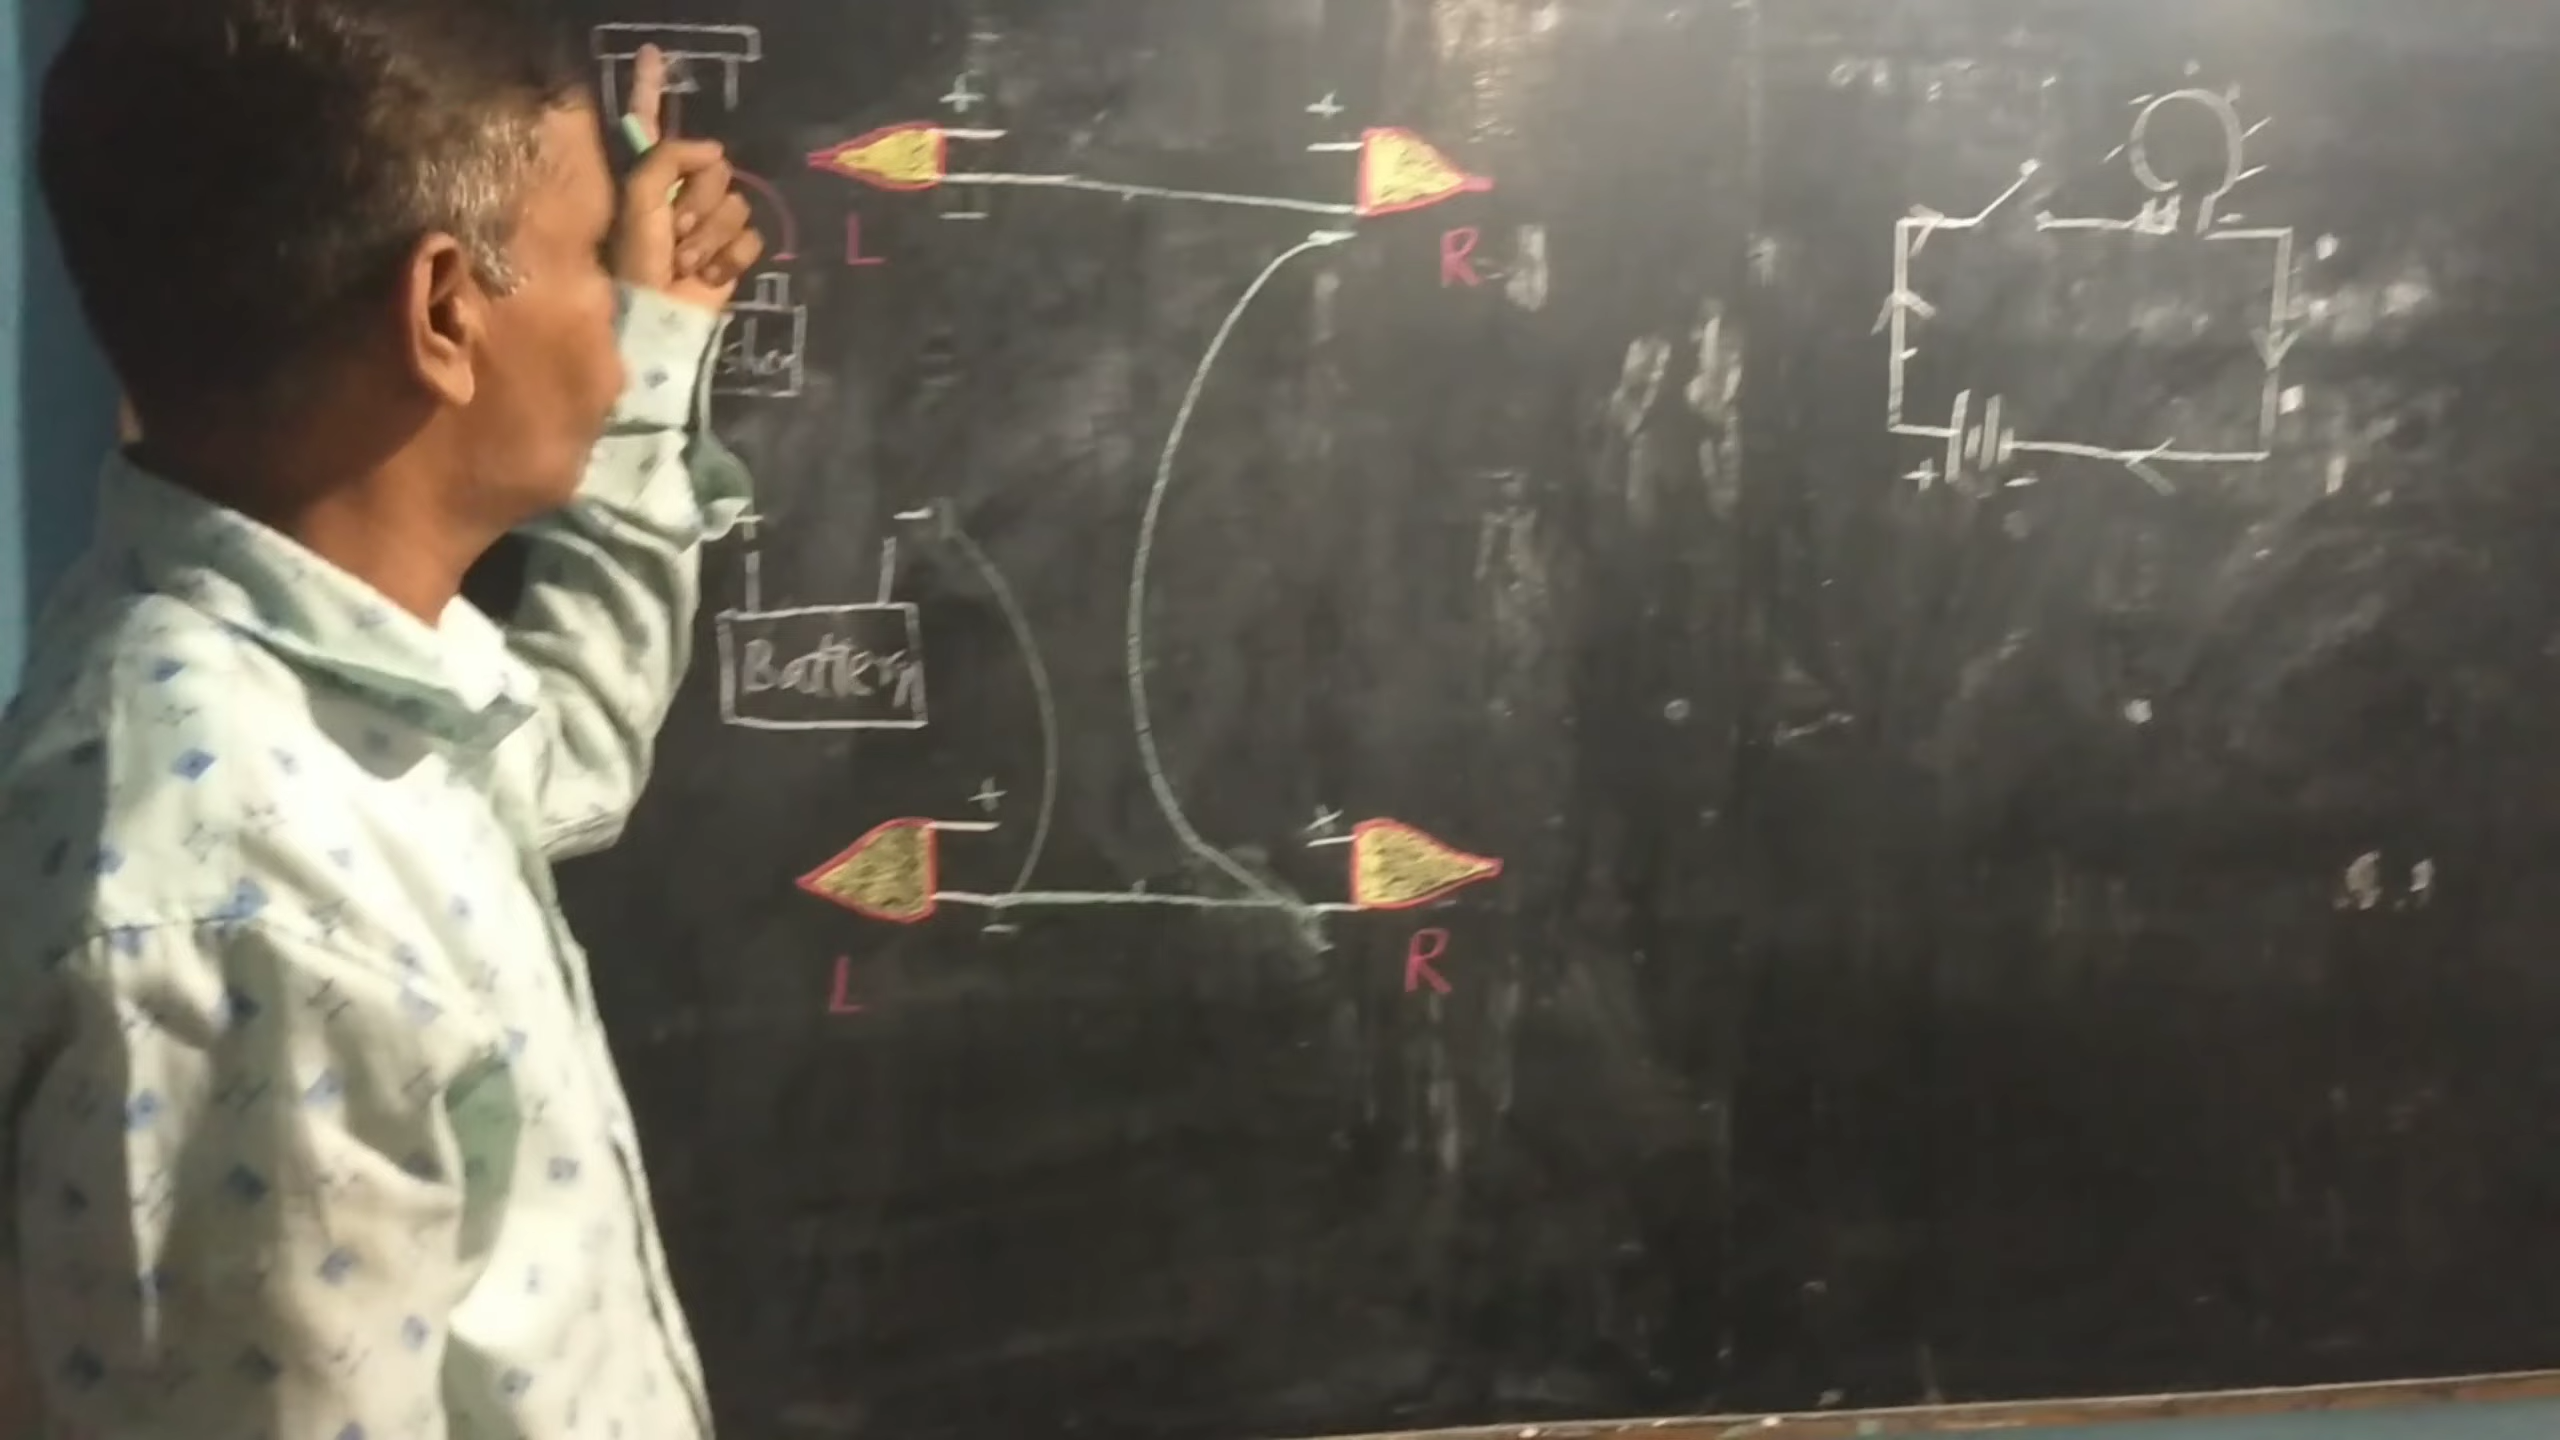 + +
-
L R
+ -
Battery
+ +
-
L R